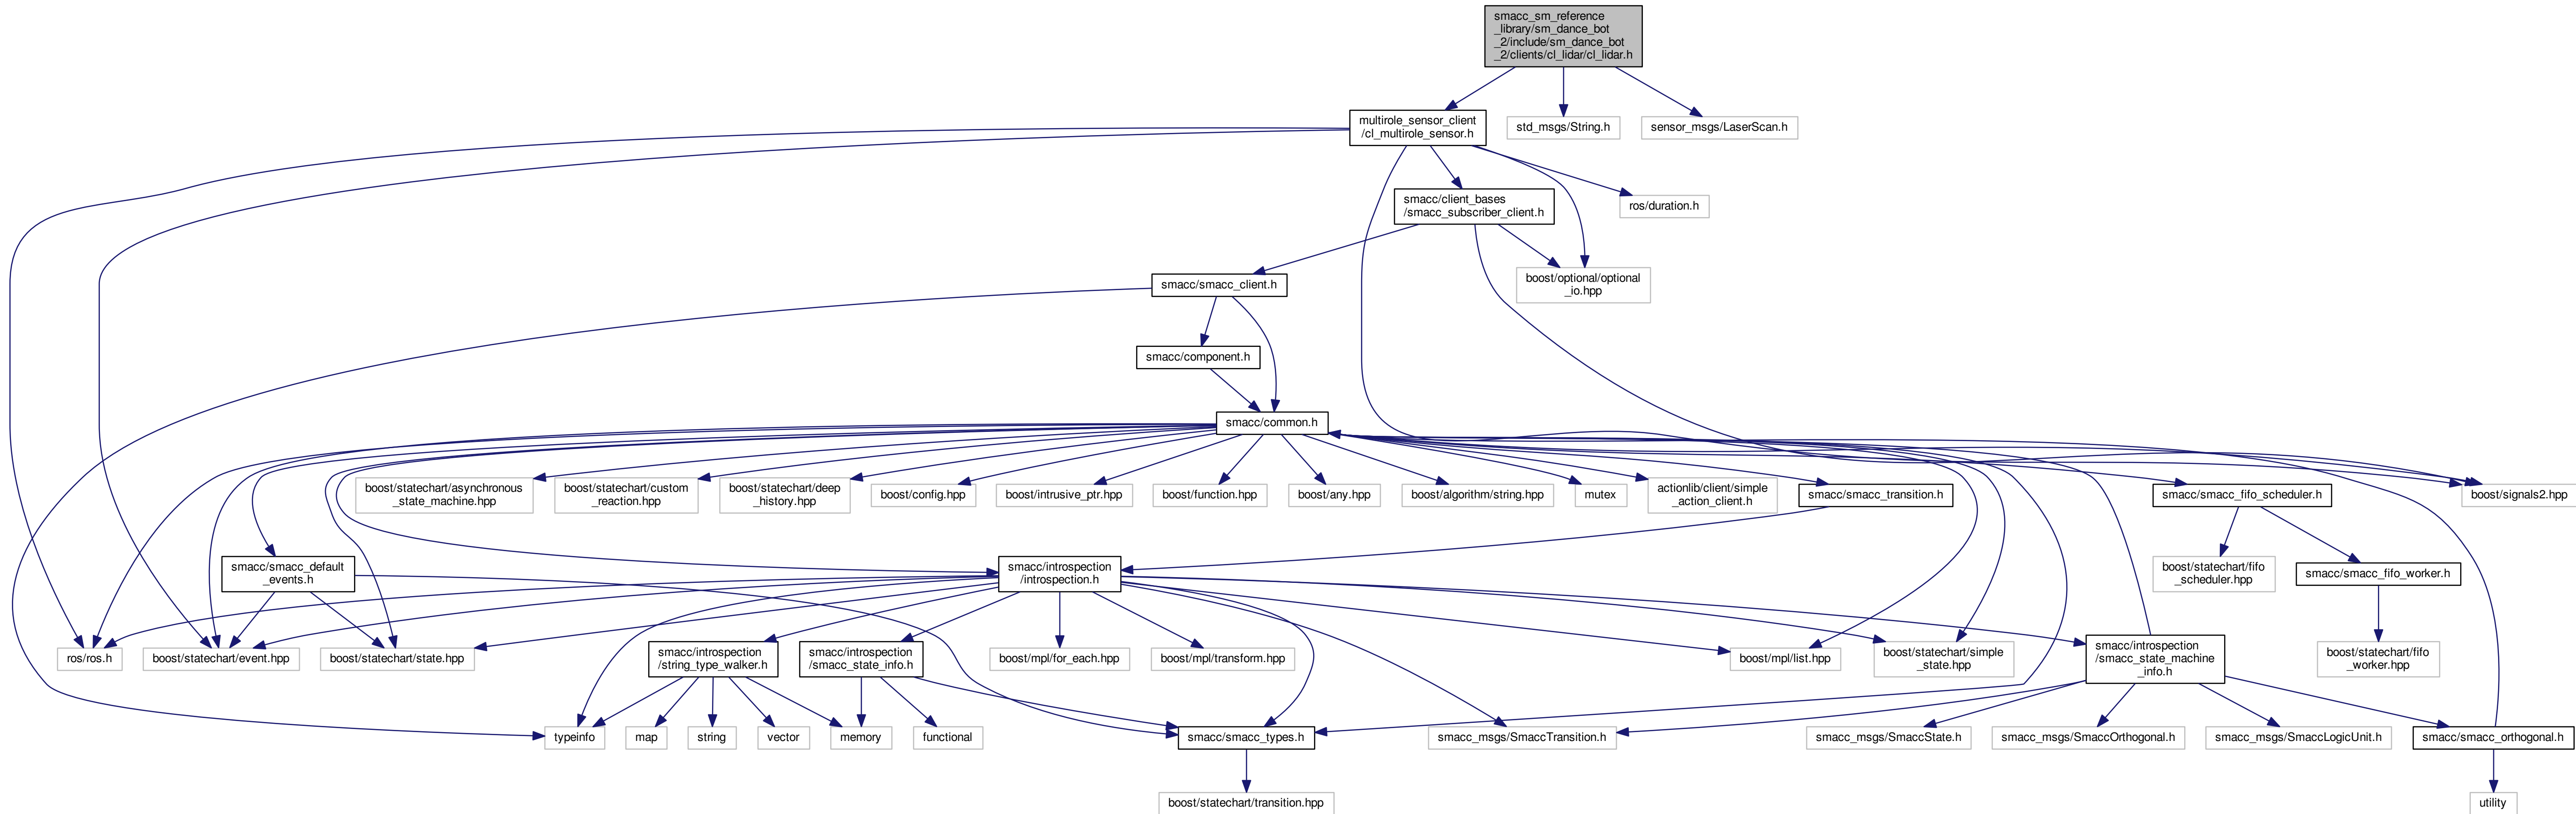 smacc_sm_reference
_library/sm_dance_bot
_2/include/sm_dance_bot
_2/clients/cl_lidar/cl_lidar.h
multirole_sensor_client
/cl_multirole_sensor.h
std_msgs/String.h
sensor_msgs/LaserScan.h
smacc/client_bases
/smacc_subscriber_client.h
ros/duration.h
smacc/smacc_client.h
boost/optional/optional
_io.hpp
smacc/component.h
smacc/common.h
boost/statechart/asynchronous
_state_machine.hpp
boost/statechart/custom
_reaction.hpp
boost/statechart/deep
_history.hpp
boost/config.hpp
boost/intrusive_ptr.hpp
boost/function.hpp
boost/any.hpp
boost/algorithm/string.hpp
mutex
actionlib/client/simple
_action_client.h
smacc/smacc_transition.h
smacc/smacc_fifo_scheduler.h
boost/signals2.hpp
smacc/smacc_default
_events.h
smacc/introspection
/introspection.h
boost/statechart/fifo
_scheduler.hpp
smacc/smacc_fifo_worker.h
ros/ros.h
boost/statechart/event.hpp
boost/statechart/state.hpp
smacc/introspection
/string_type_walker.h
smacc/introspection
/smacc_state_info.h
boost/mpl/for_each.hpp
boost/mpl/transform.hpp
boost/mpl/list.hpp
boost/statechart/simple
_state.hpp
smacc/introspection
/smacc_state_machine
_info.h
boost/statechart/fifo
_worker.hpp
typeinfo
map
string
vector
memory
functional
smacc/smacc_types.h
smacc_msgs/SmaccTransition.h
smacc_msgs/SmaccState.h
smacc_msgs/SmaccOrthogonal.h
smacc_msgs/SmaccLogicUnit.h
smacc/smacc_orthogonal.h
boost/statechart/transition.hpp
utility